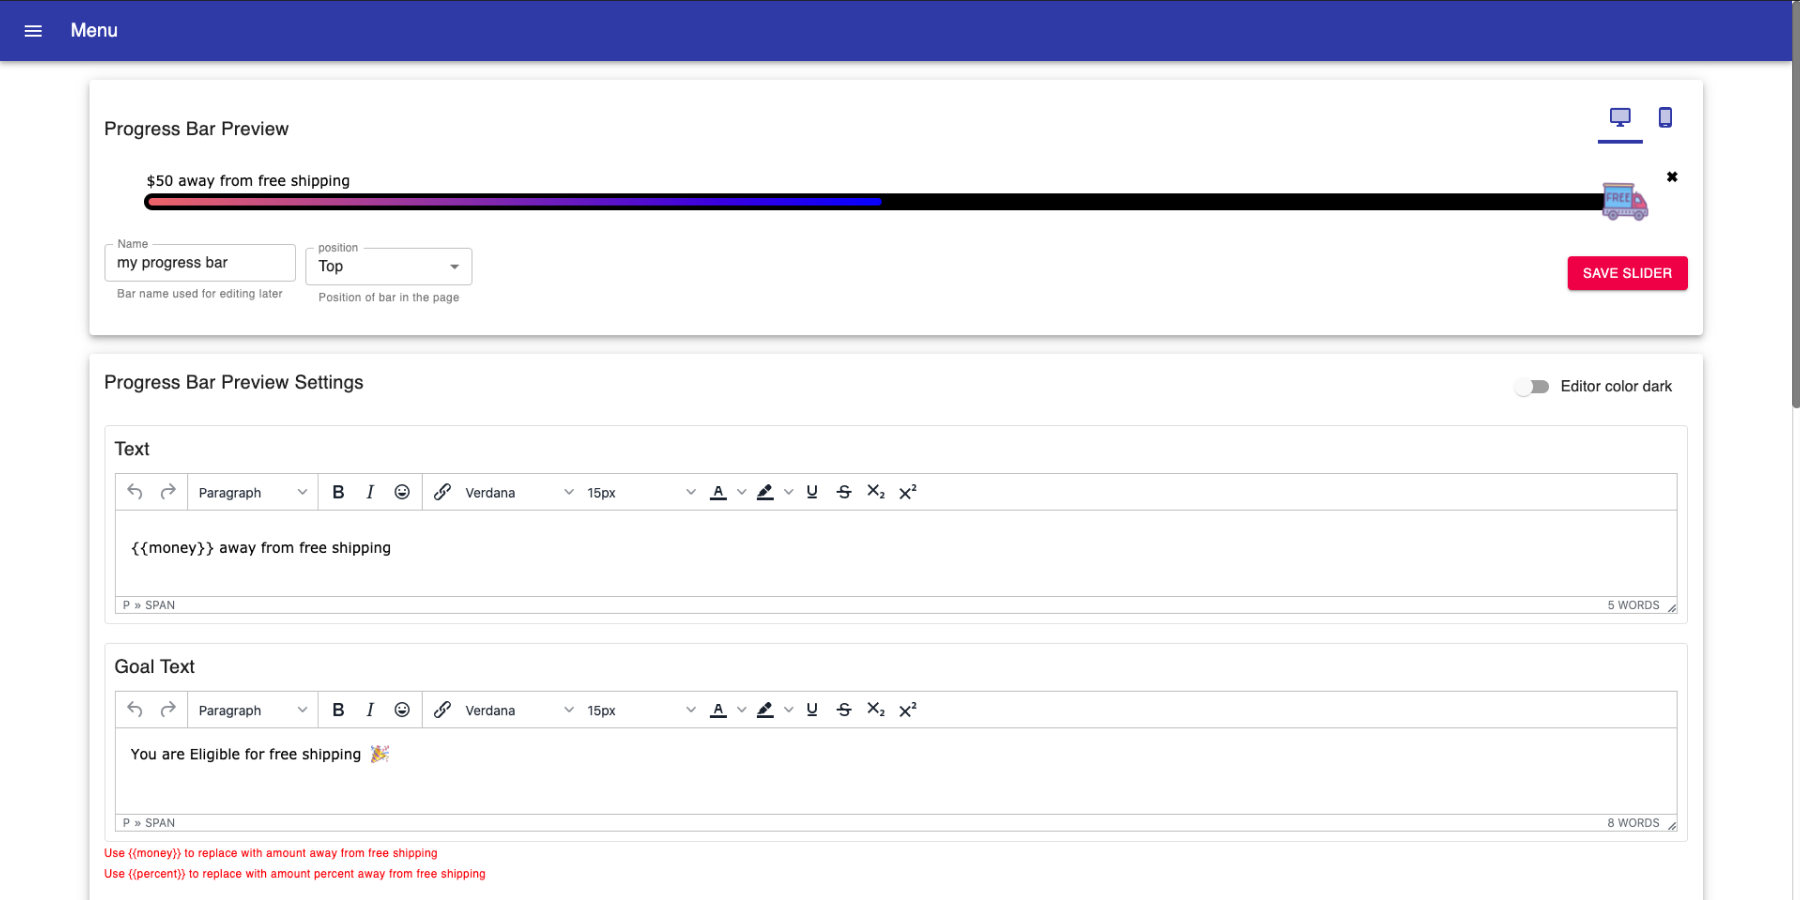 Menu
Progress Bar Preview
$50 away from free shipping
✖
FREE
Name
my progress bar
Bar name used for editing later
position
Top
Position of bar in the page
SAVE SLIDER
Progress Bar Preview Settings
Editor color dark
Text
Paragraph B I Verdana 15px A U S X₂ X²
{{money}} away from free shipping
P » SPAN 5 WORDS
Goal Text
Paragraph B I Verdana 15px A U S X₂ X²
You are Eligible for free shipping 🎉
P » SPAN 8 WORDS
Use {{money}} to replace with amount away from free shipping
Use {{percent}} to replace with amount percent away from free shipping